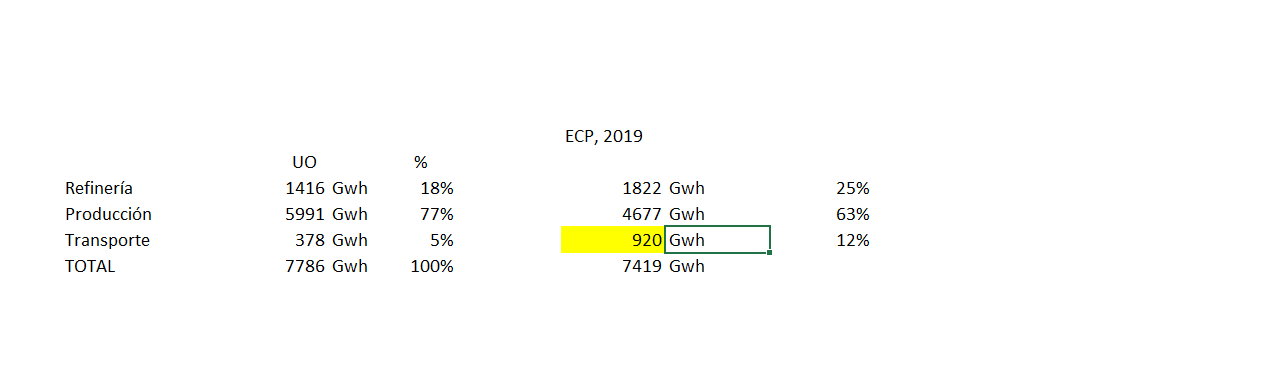 ECP, 2019
UO %
Refinería 1416 Gwh 18% 1822 Gwh 25%
Producción 5991 Gwh 77% 4677 Gwh 63%
Transporte 378 Gwh 5% 920 Gwh 12%
TOTAL 7786 Gwh 100% 7419 Gwh